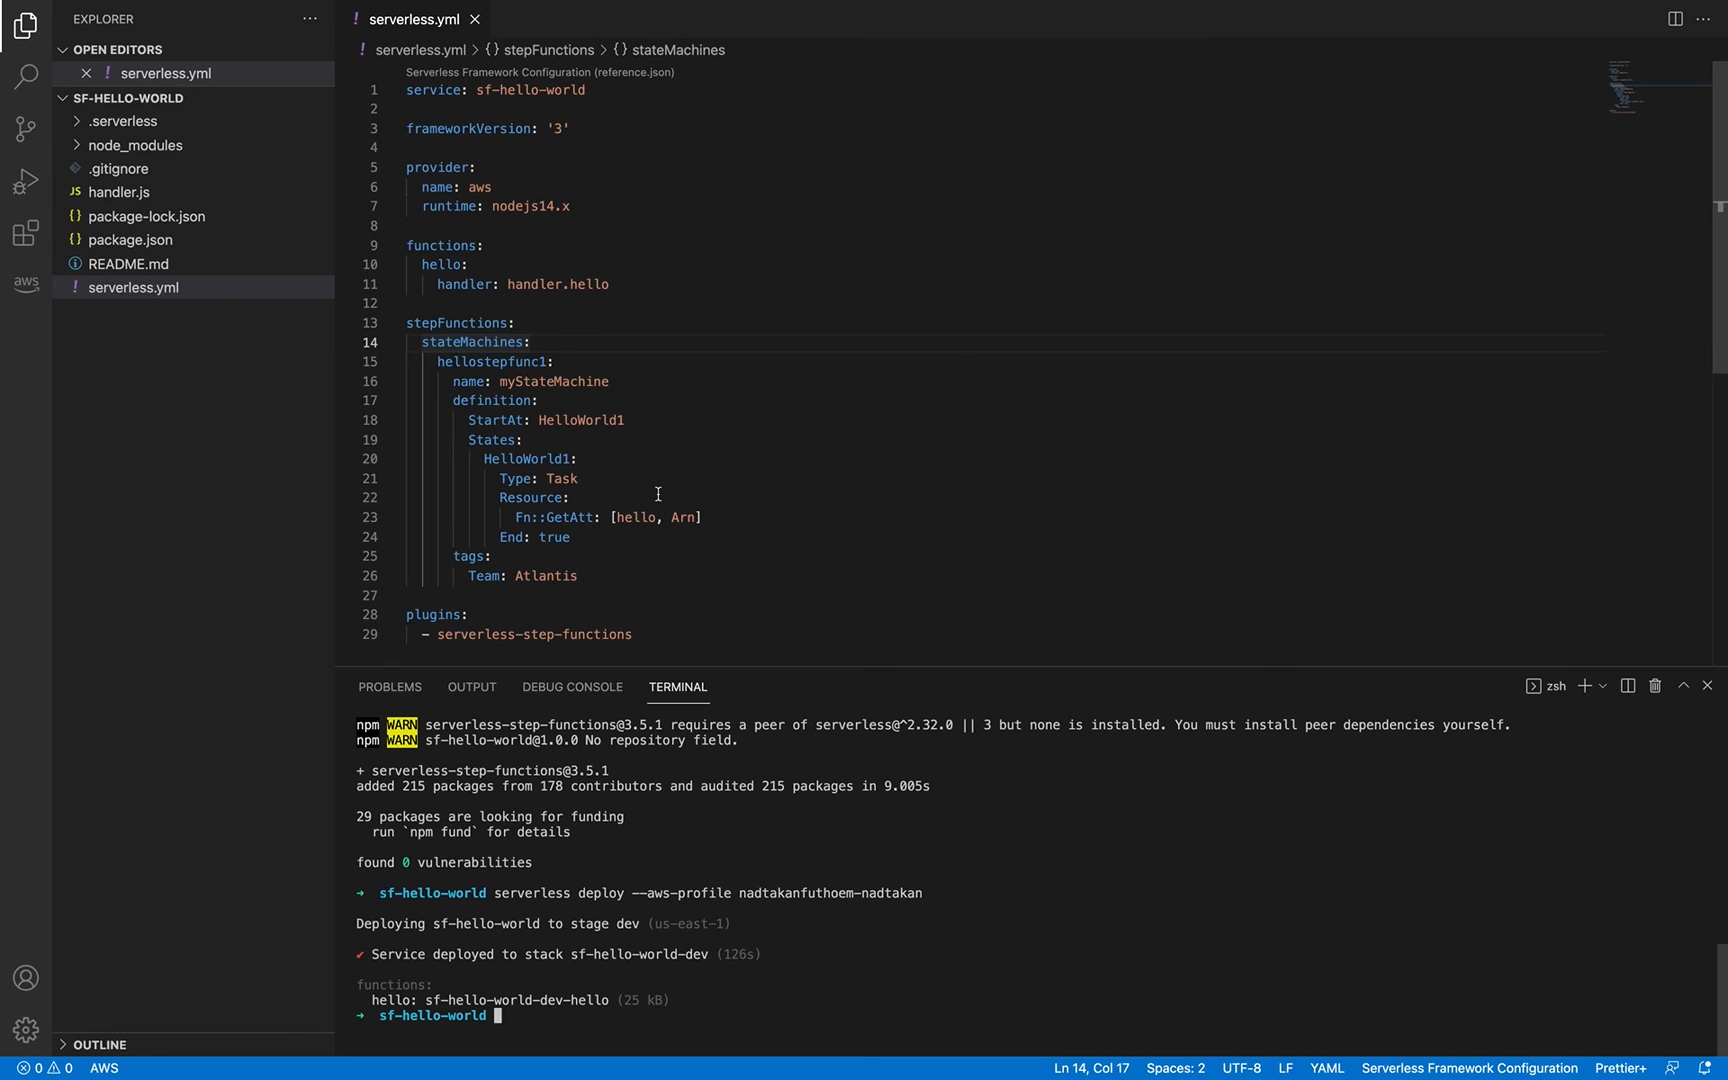 EXPLORER
OPEN EDITORS
serverless.yml
SF-HELLO-WORLD
.serverless
node_modules
.gitignore
JS handler.js
{} package-lock.json
{} package.json
README.md
! serverless.yml
aws
OUTLINE
! serverless.yml
! serverless.yml > {} stepFunctions > {} stateMachines
Serverless Framework Configuration (reference.json)
1 service: sf-hello-world
2
3 frameworkVersion: '3'
4
5 provider:
6 name: aws
7 runtime: nodejs14.x
8
9 functions:
10 hello:
11 handler: handler.hello
12
13 stepFunctions:
14 stateMachines:
15 hellostepfunc1:
16 name: myStateMachine
17 definition:
18 StartAt: HelloWorld1
19 States:
20 HelloWorld1:
21 Type: Task
22 Resource:
23 Fn::GetAtt: [hello, Arn]
24 End: true
25 tags:
26 Team: Atlantis
27
28 plugins:
29 - serverless-step-functions
PROBLEMS OUTPUT DEBUG CONSOLE TERMINAL
zsh
npm WARN serverless-step-functions@3.5.1 requires a peer of serverless@^2.32.0 || 3 but none is installed. You must install peer dependencies yourself.
npm WARN sf-hello-world@1.0.0 No repository field.
+ serverless-step-functions@3.5.1
added 215 packages from 178 contributors and audited 215 packages in 9.005s
29 packages are looking for funding
run `npm fund` for details
found 0 vulnerabilities
➜ sf-hello-world serverless deploy --aws-profile nadtakanfuthoem-nadtakan
Deploying sf-hello-world to stage dev (us-east-1)
✔ Service deployed to stack sf-hello-world-dev (126s)
functions:
hello: sf-hello-world-dev-hello (25 kB)
➜ sf-hello-world
0 0 AWS
Ln 14, Col 17 Spaces: 2 UTF-8 LF YAML Serverless Framework Configuration Prettier+